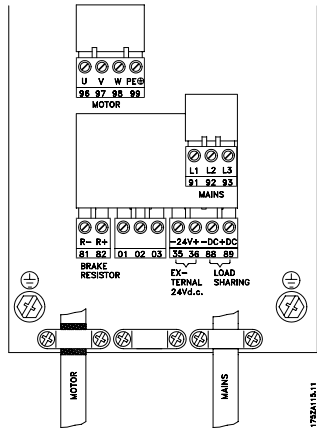 U V W PE
96 97 98 99
MOTOR
L1 L2 L3
91 92 93
MAINS
R- R+
-24V+ -DC+DC
81 82 01 02 03 35 36 88 89
BRAKE
RESISTOR
EX-
TERNAL
24Vd.c.
LOAD
SHARING
MOTOR
MAINS
175ZA115.11